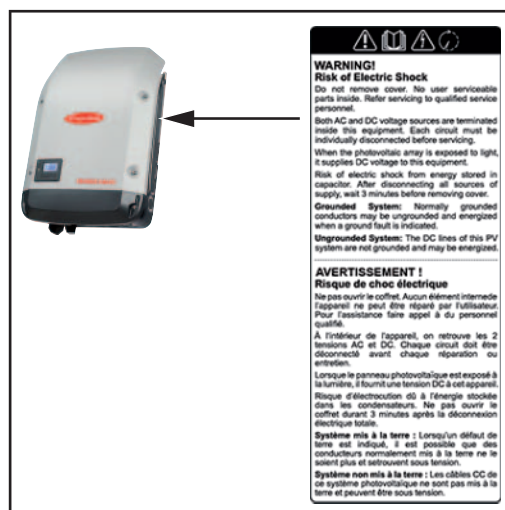 WARNING!
Risk of Electric Shock
Do not remove cover. No user serviceable
parts inside. Refer servicing to qualified service
personnel.
Both AC and DC voltage sources are terminated
inside this equipment. Each circuit must be
individually disconnected before servicing.
When the photovoltaic array is exposed to light,
it supplies DC voltage to this equipment.
Risk of electric shock from energy stored in
capacitor. After disconnecting all sources of
supply, wait 3 minutes before removing cover.
Grounded System: Normally grounded
conductors may be ungrounded and energized
when a ground fault is indicated.
Ungrounded System: The DC lines of this PV
system are not grounded and may be energized.
AVERTISSEMENT !
Risque de choc électrique
Ne pas ouvrir le coffret. Aucun élément internede
l'appareil ne peut être réparé par l'utilisateur.
Pour l'assistance faire appel à du personnel
qualifié.
À l'intérieur de l'appareil, on retrouve les 2
tensions AC et DC. Chaque circuit doit être
déconnecté avant chaque réparation ou
entretien.
Lorsque le panneau photovoltaïque est exposé à
la lumière, il fournit une tension DC à cet appareil.
Risque d'électrocution dû à l'énergie stockée
dans les condensateurs. Ne pas ouvrir le
coffret durant 3 minutes après la déconnexion
électrique totale.
Système mis à la terre : Lorsqu'un défaut de
terre est indiqué, il est possible que des
conducteurs normalement mis à la terre ne le
soient plus et setrouvent sous tension.
Système non mis à la terre : Les câbles CC de
ce système photovoltaïque ne sont pas mis à la
terre et peuvent être sous tension.